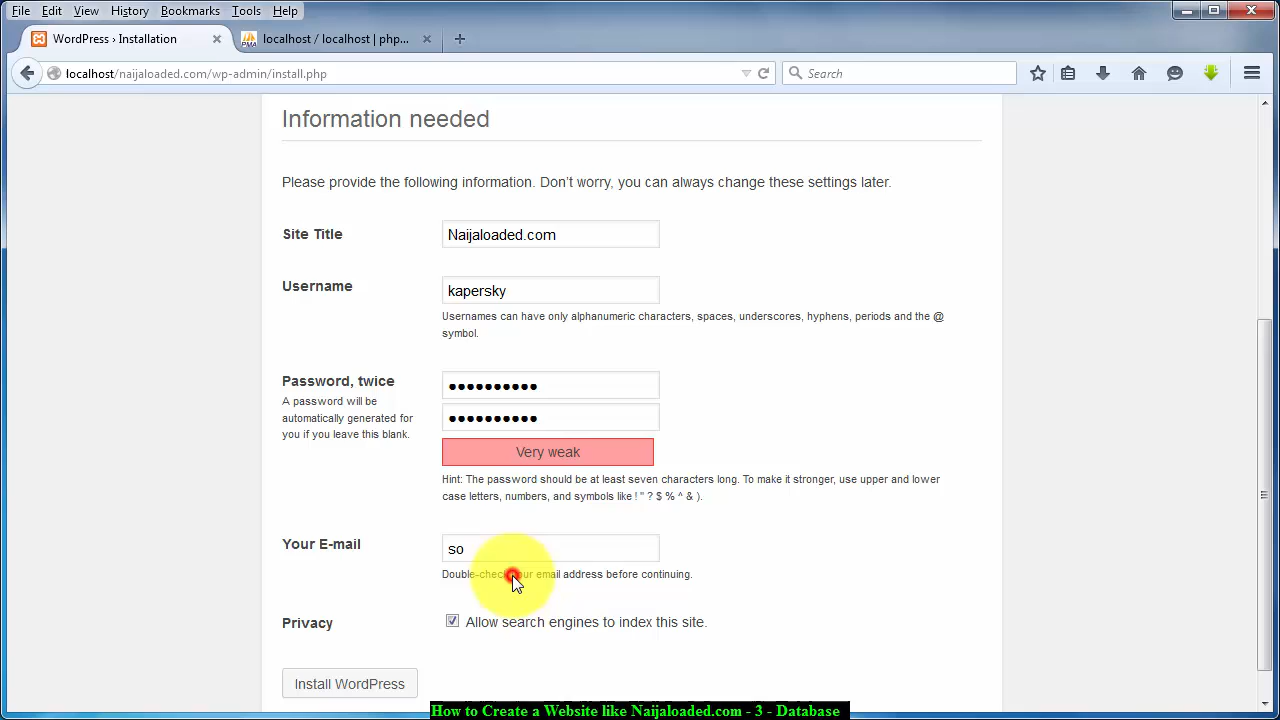 File Edit View History Bookmarks Tools Help
WordPress › Installation
localhost / localhost | php...
localhost/naijaloaded.com/wp-admin/install.php
Search
Information needed
Please provide the following information. Don't worry, you can always change these settings later.
Site Title
Naijaloaded.com
Username
kapersky
Usernames can have only alphanumeric characters, spaces, underscores, hyphens, periods and the @
symbol.
Password, twice
A password will be
automatically generated for
you if you leave this blank.
●●●●●●●●●●
●●●●●●●●●●
Very weak
Hint: The password should be at least seven characters long. To make it stronger, use upper and lower
case letters, numbers, and symbols like ! " ? $ % ^ & ).
Your E-mail
so
Double-check your email address before continuing.
Privacy
Allow search engines to index this site.
Install WordPress
How to Create a Website like Naijaloaded.com - 3 - Database